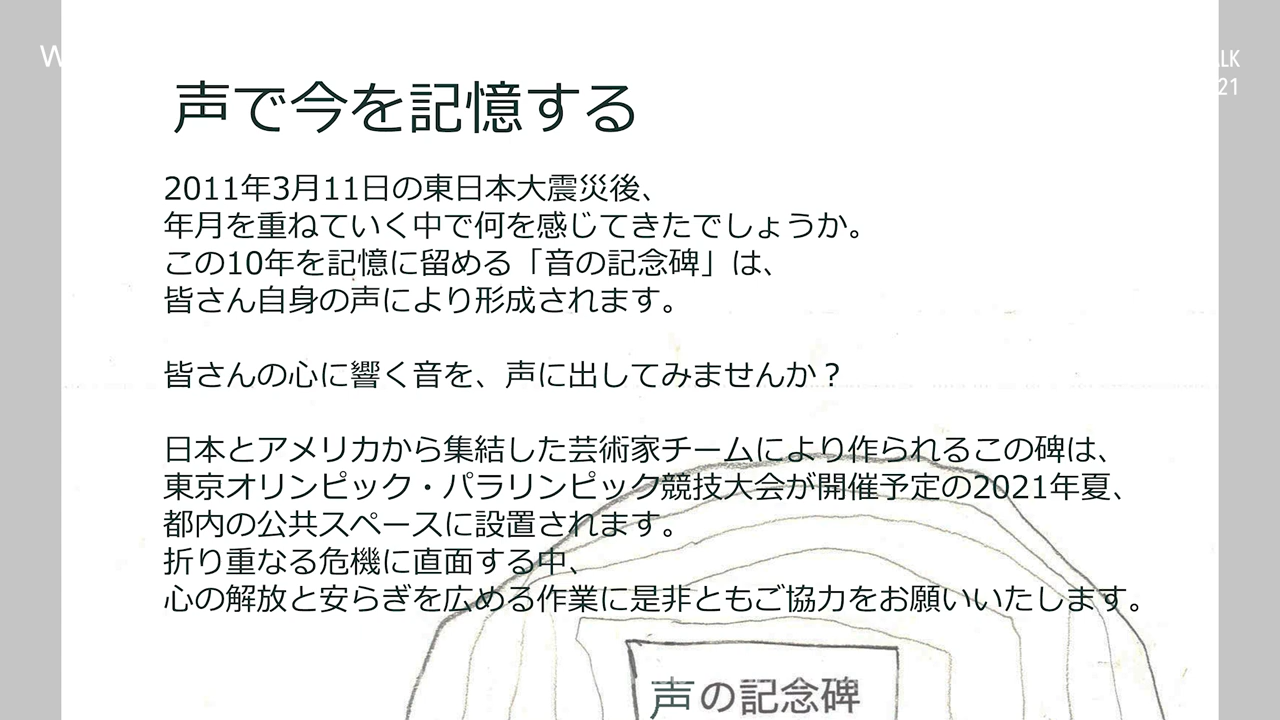 声で今を記憶する
2011年3月11日の東日本大震災後、
年月を重ねていく中で何を感じてきたでしょうか。
この10年を記憶に留める「音の記念碑」は、
皆さん自身の声により形成されます。
皆さんの心に響く音を、声に出してみませんか？
日本とアメリカから集結した芸術家チームにより作られるこの碑は、
東京オリンピック・パラリンピック競技大会が開催予定の2021年夏、
都内の公共スペースに設置されます。
折り重なる危機に直面する中、
心の解放と安らぎを広める作業に是非ともご協力をお願いいたします。
声の記念碑